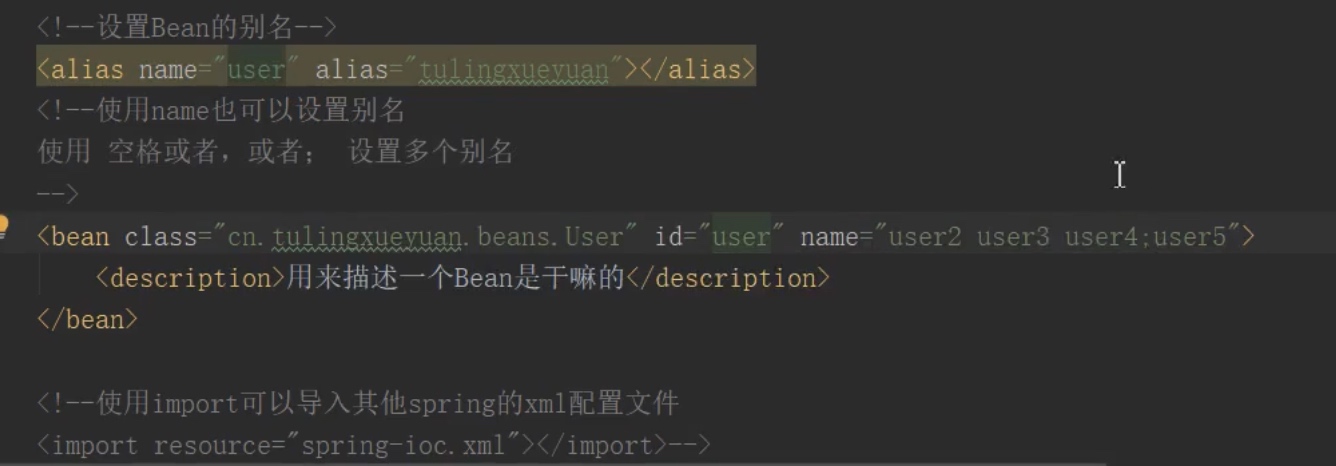 <!--设置Bean的别名-->
<alias name="user" alias="tulingxueyuan"></alias>
<!--使用name也可以设置别名
使用 空格或者，或者； 设置多个别名
-->
<bean class="cn.tulingxueyuan.beans.User" id="user" name="user2 user3 user4;user5">
<description>用来描述一个Bean是干嘛的</description>
</bean>
<!--使用import可以导入其他spring的xml配置文件
<import resource="spring-ioc.xml"></import>-->